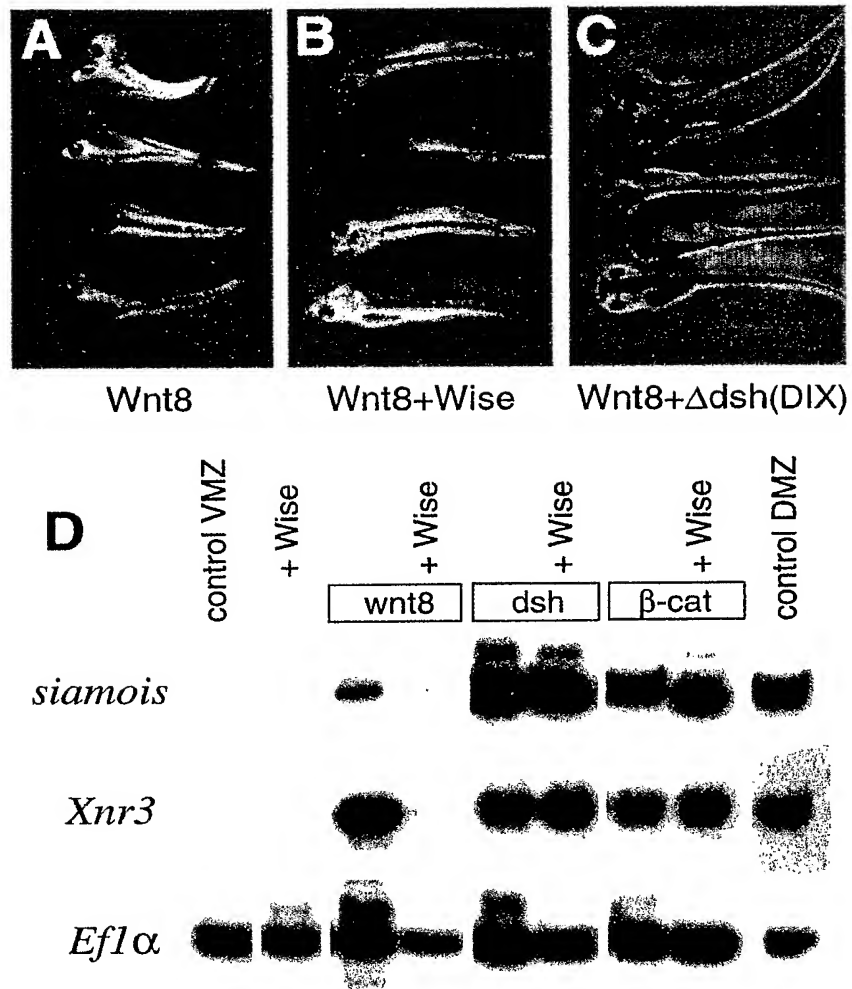 A B C
Wnt8 Wnt8+Wise Wnt8+Δdsh(DIX)
D
control VMZ
+ Wise
+ Wise
+ Wise
+ Wise
control DMZ
wnt8 dsh β-cat
siamois
Xnr3
Ef1α